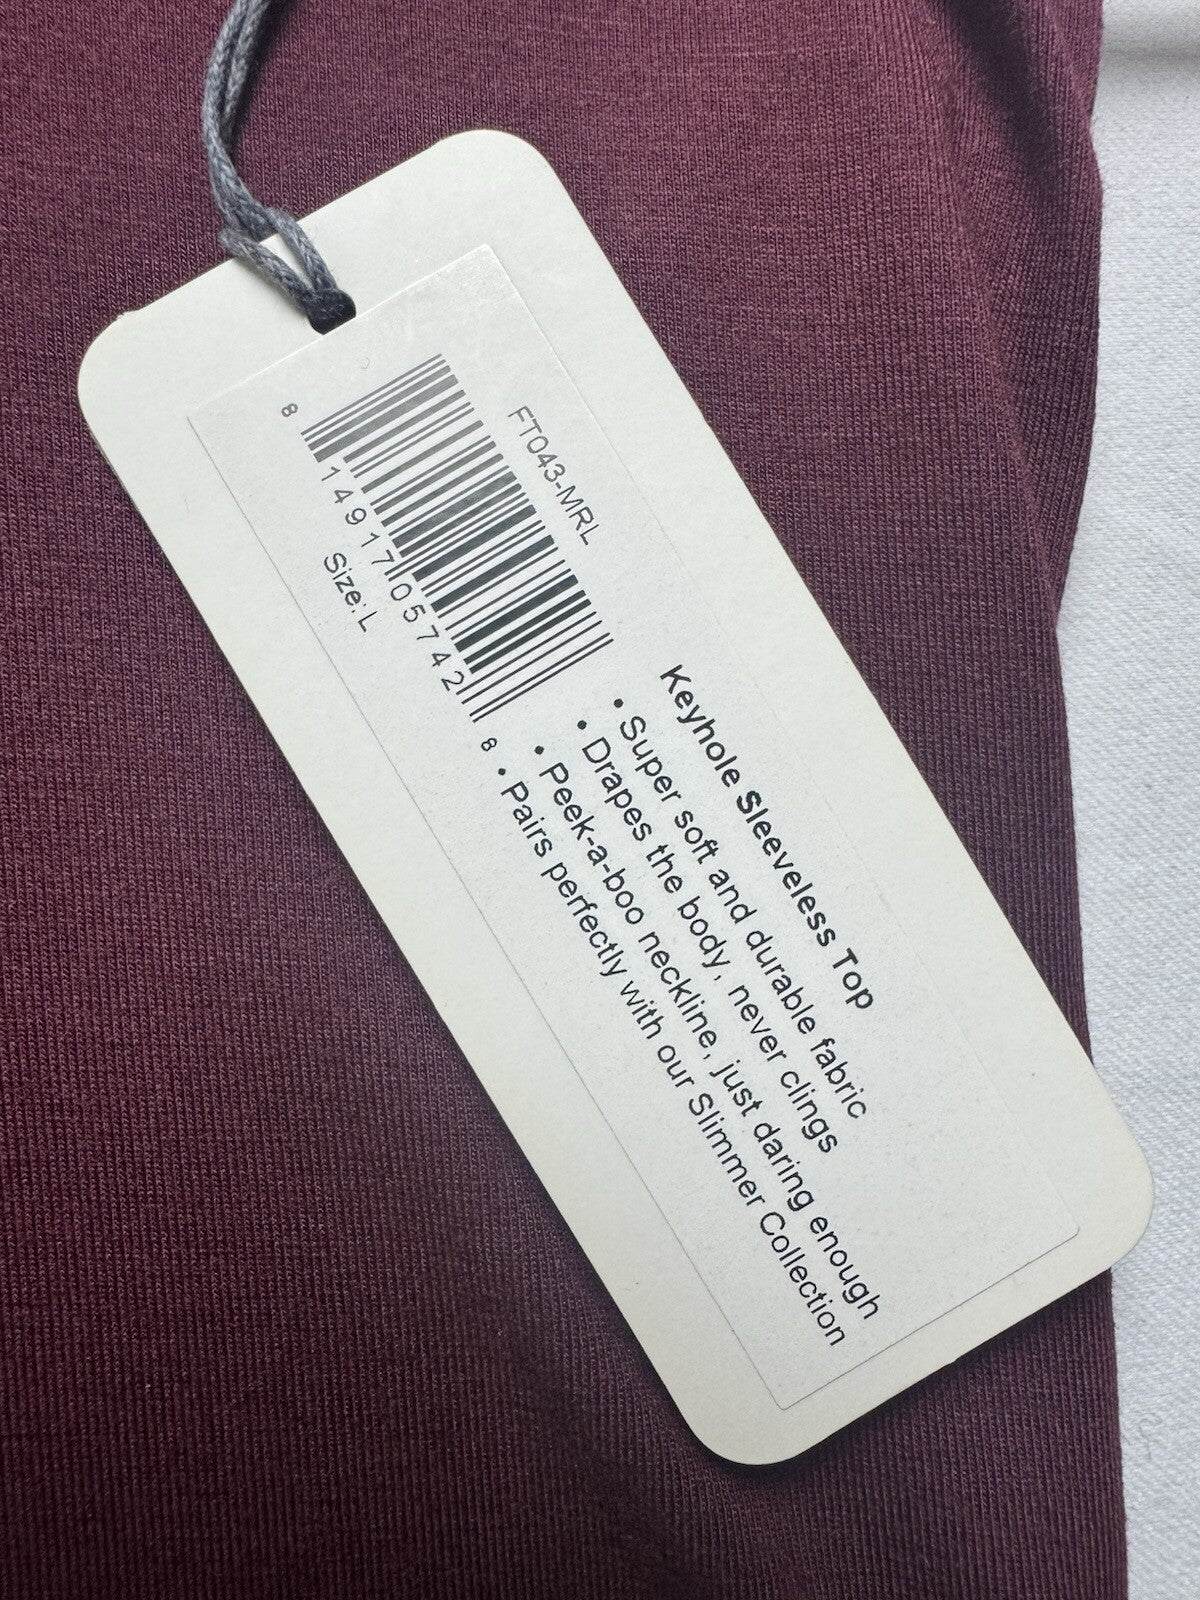 FT043-MRL
8 14917 05742 8
Size: L
Keyhole Sleeveless Top
• Super soft and durable fabric
• Drapes the body, never clings
• Peek-a-boo neckline, just daring enough
• Pairs perfectly with our Slimmer Collection